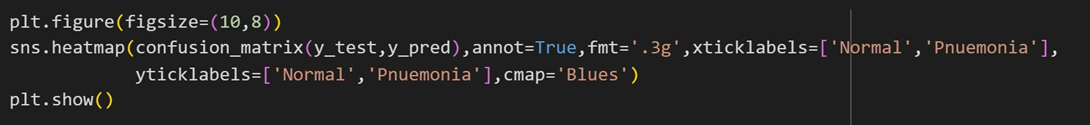 plt.figure(figsize=(10,8))
sns.heatmap(confusion_matrix(y_test,y_pred),annot=True,fmt='.3g',xticklabels=['Normal','Pnuemonia'],
yticklabels=['Normal','Pnuemonia'],cmap='Blues')
plt.show()